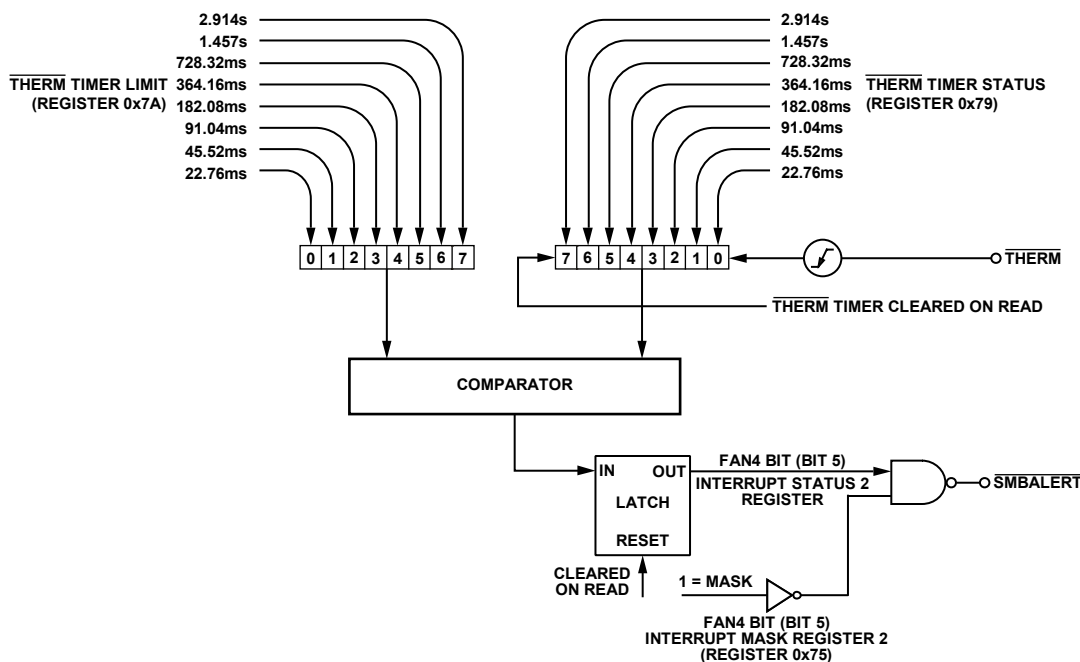 2.914s
1.457s
728.32ms
364.16ms
182.08ms
91.04ms
45.52ms
22.76ms
THERM TIMER LIMIT
(REGISTER 0x7A)
2.914s
1.457s
728.32ms
364.16ms
182.08ms
91.04ms
45.52ms
22.76ms
THERM TIMER STATUS
(REGISTER 0x79)
0 1 2 3 4 5 6 7
7 6 5 4 3 2 1 0
THERM
THERM TIMER CLEARED ON READ
COMPARATOR
IN OUT
LATCH
RESET
FAN4 BIT (BIT 5)
INTERRUPT STATUS 2
REGISTER
SMBALERT
CLEARED
ON READ
1 = MASK
FAN4 BIT (BIT 5)
INTERRUPT MASK REGISTER 2
(REGISTER 0x75)